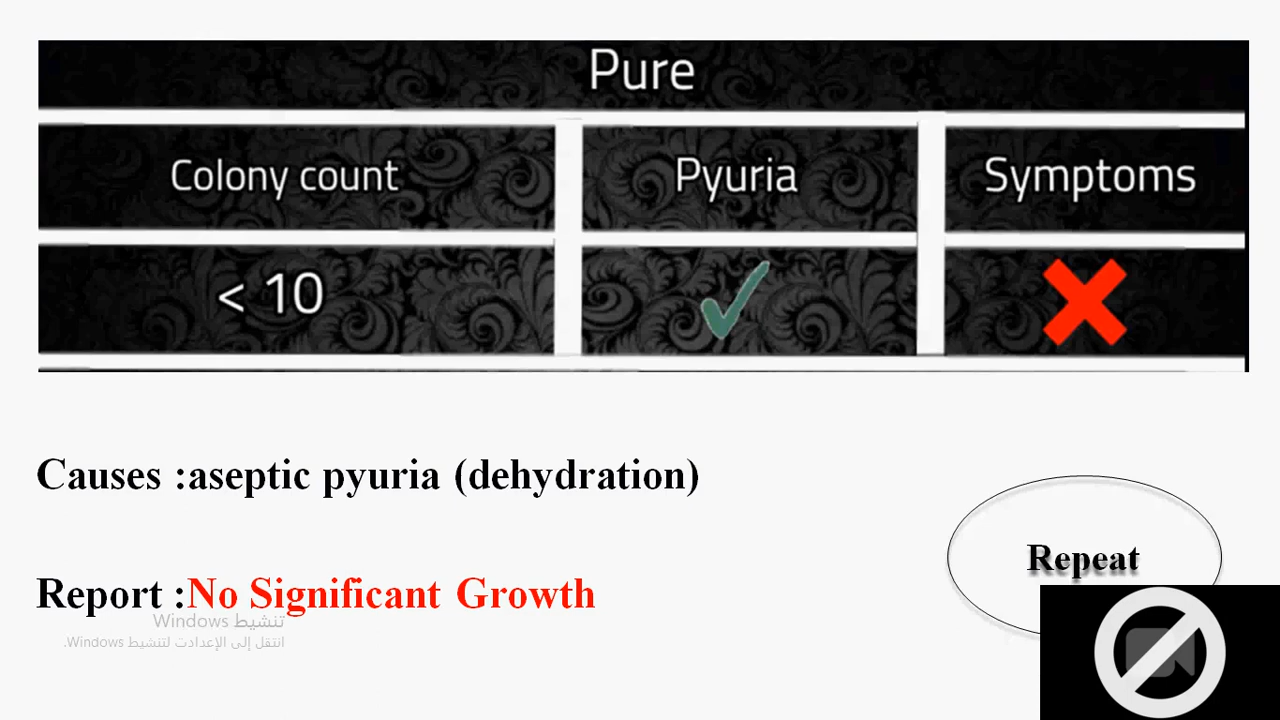 Pure
Colony count
Pyuria
Symptoms
< 10
Causes :aseptic pyuria (dehydration)
Repeat
Report :No Significant Growth
تنشيط Windows
انتقل إلى الإعدادت لتنشيط Windows.